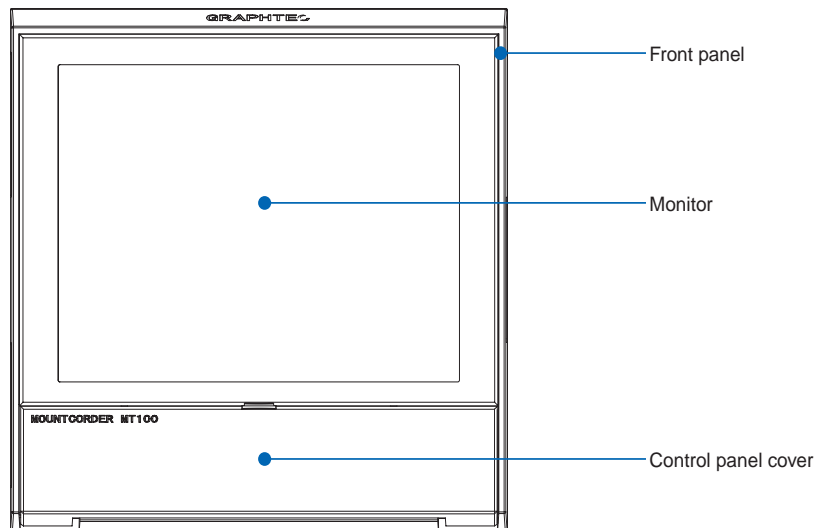 GRAPHTEC
Front panel
Monitor
MOUNTCORDER MT100
Control panel cover